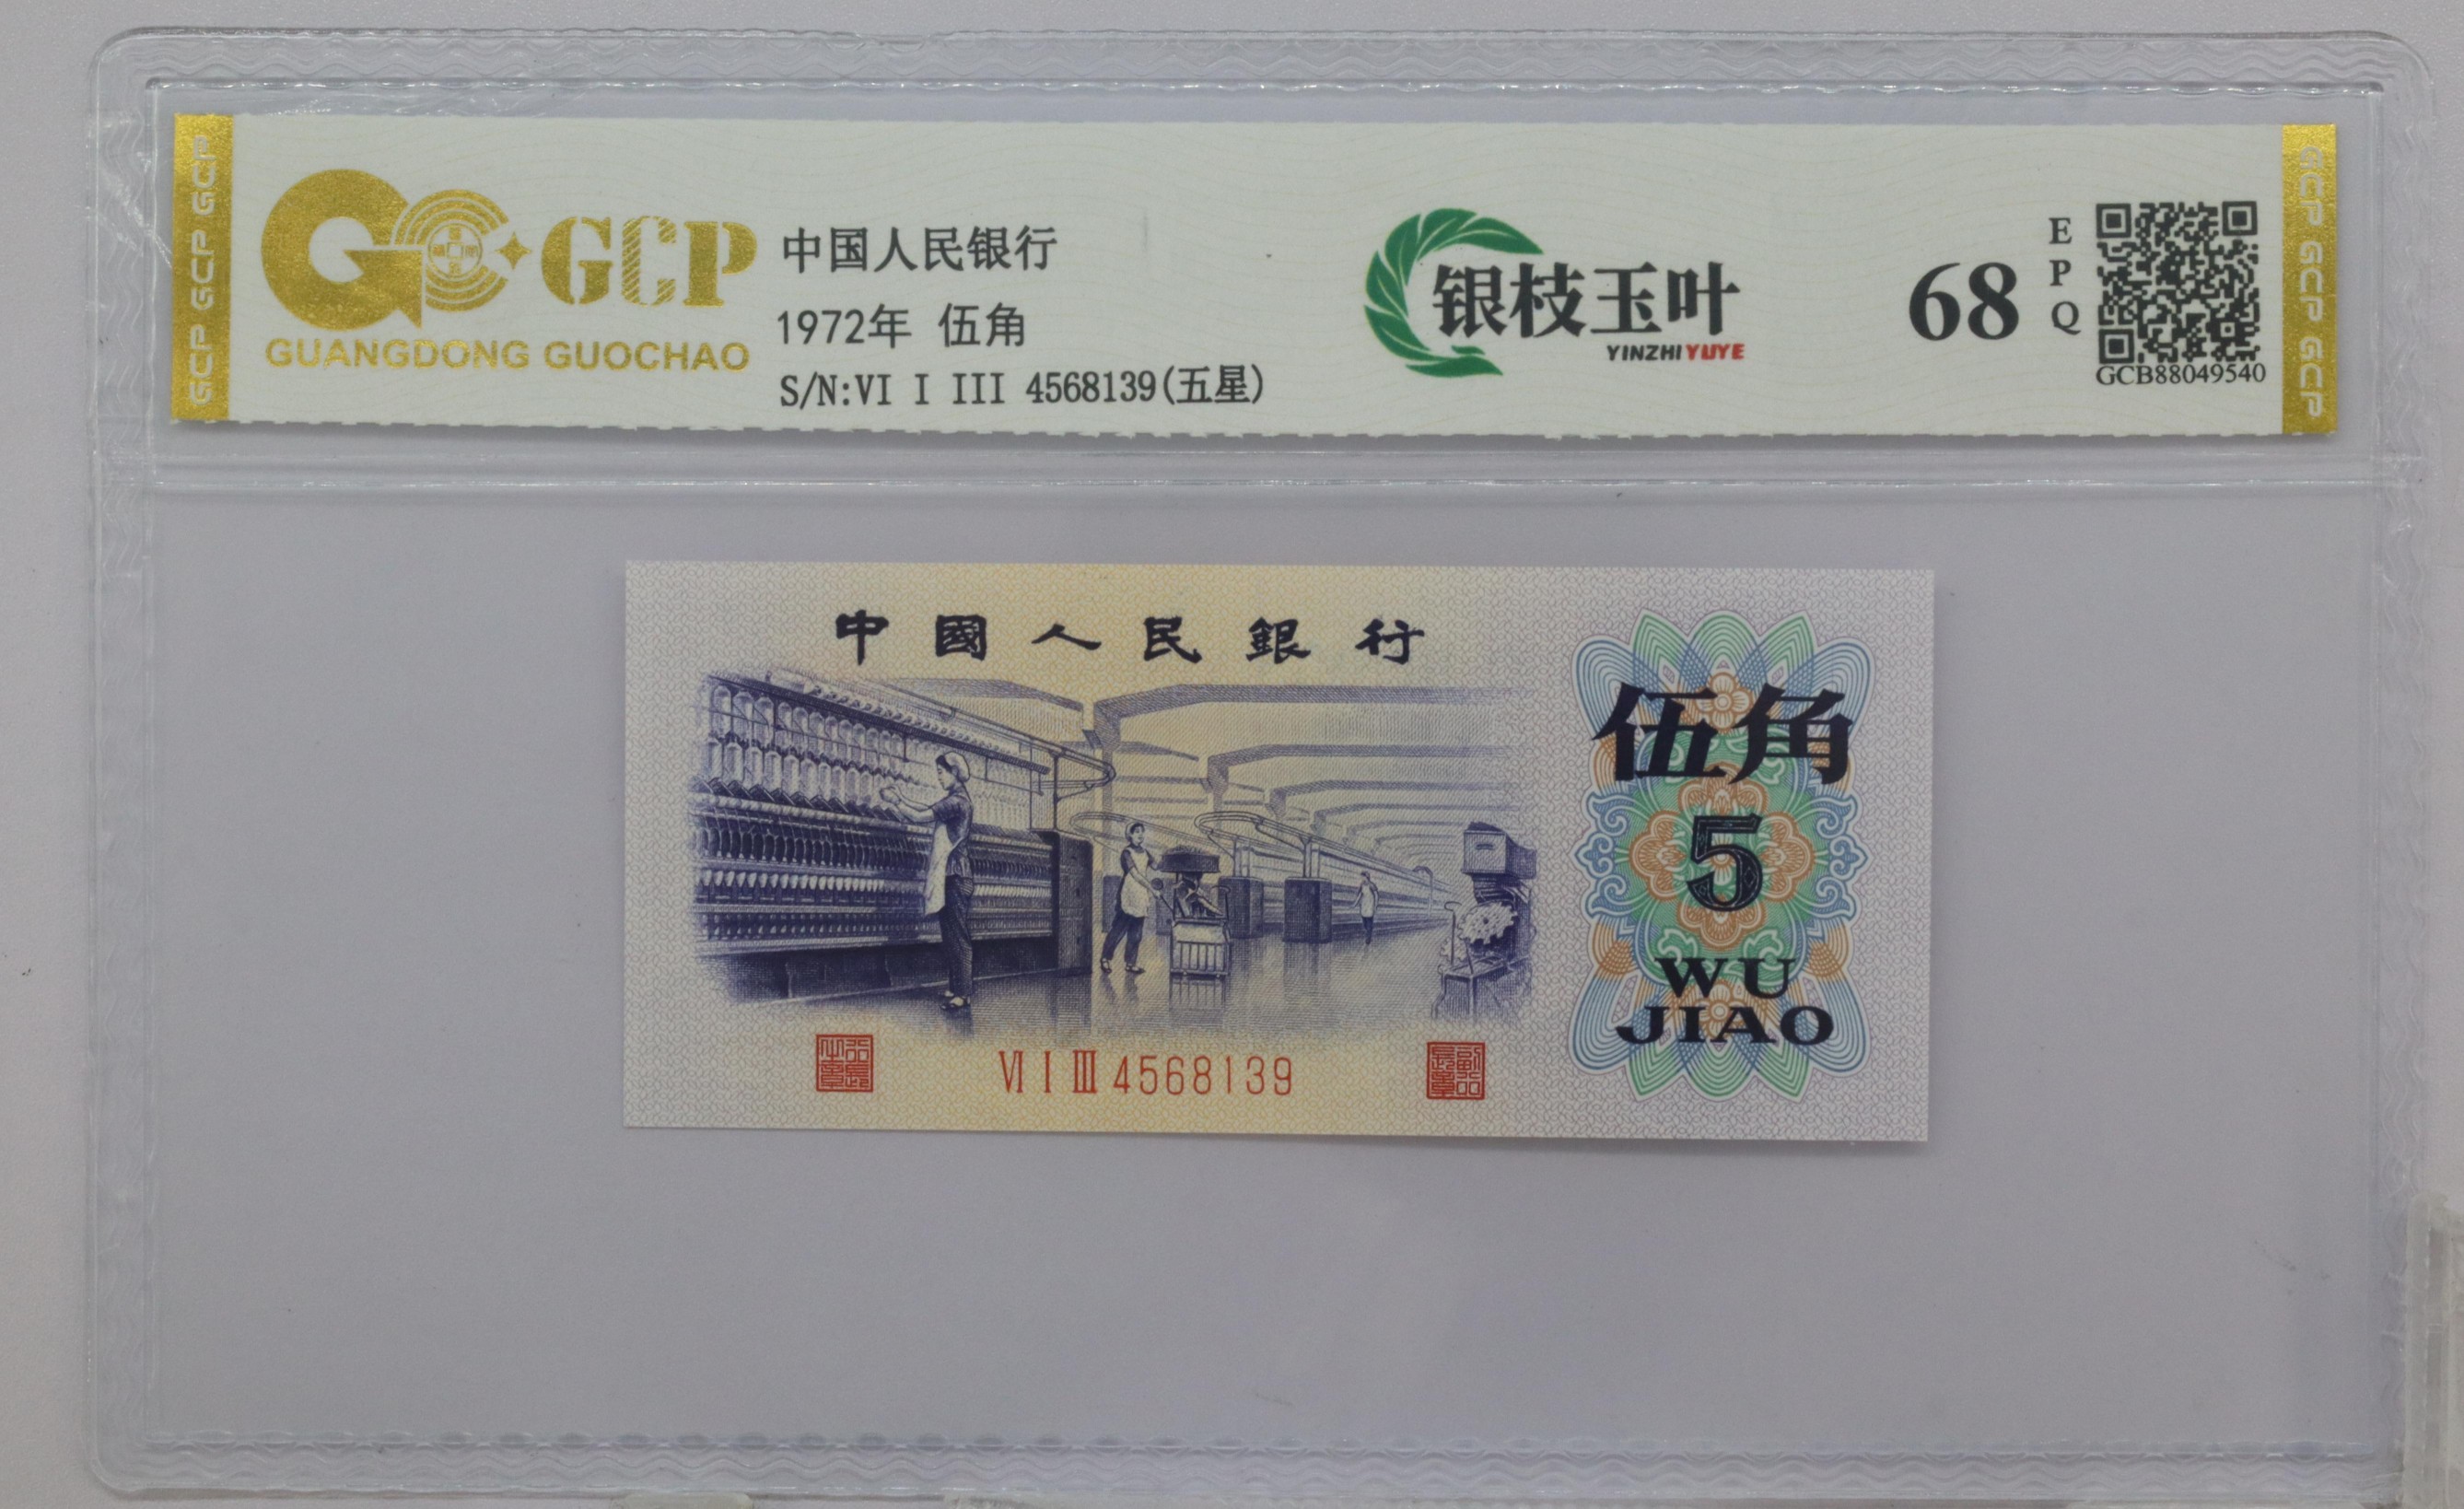 GCP GCP GCP
GCP
GUANGDONG GUOCHAO
中国人民银行
1972年 伍角
S/N:VI I III 4568139(五星)
银枝玉叶
YINZHIYUYE
68
EPQ
GCB88049540
GCP GCP GCP
中國人民銀行
伍角
5
WU
JIAO
VI I III 4568139